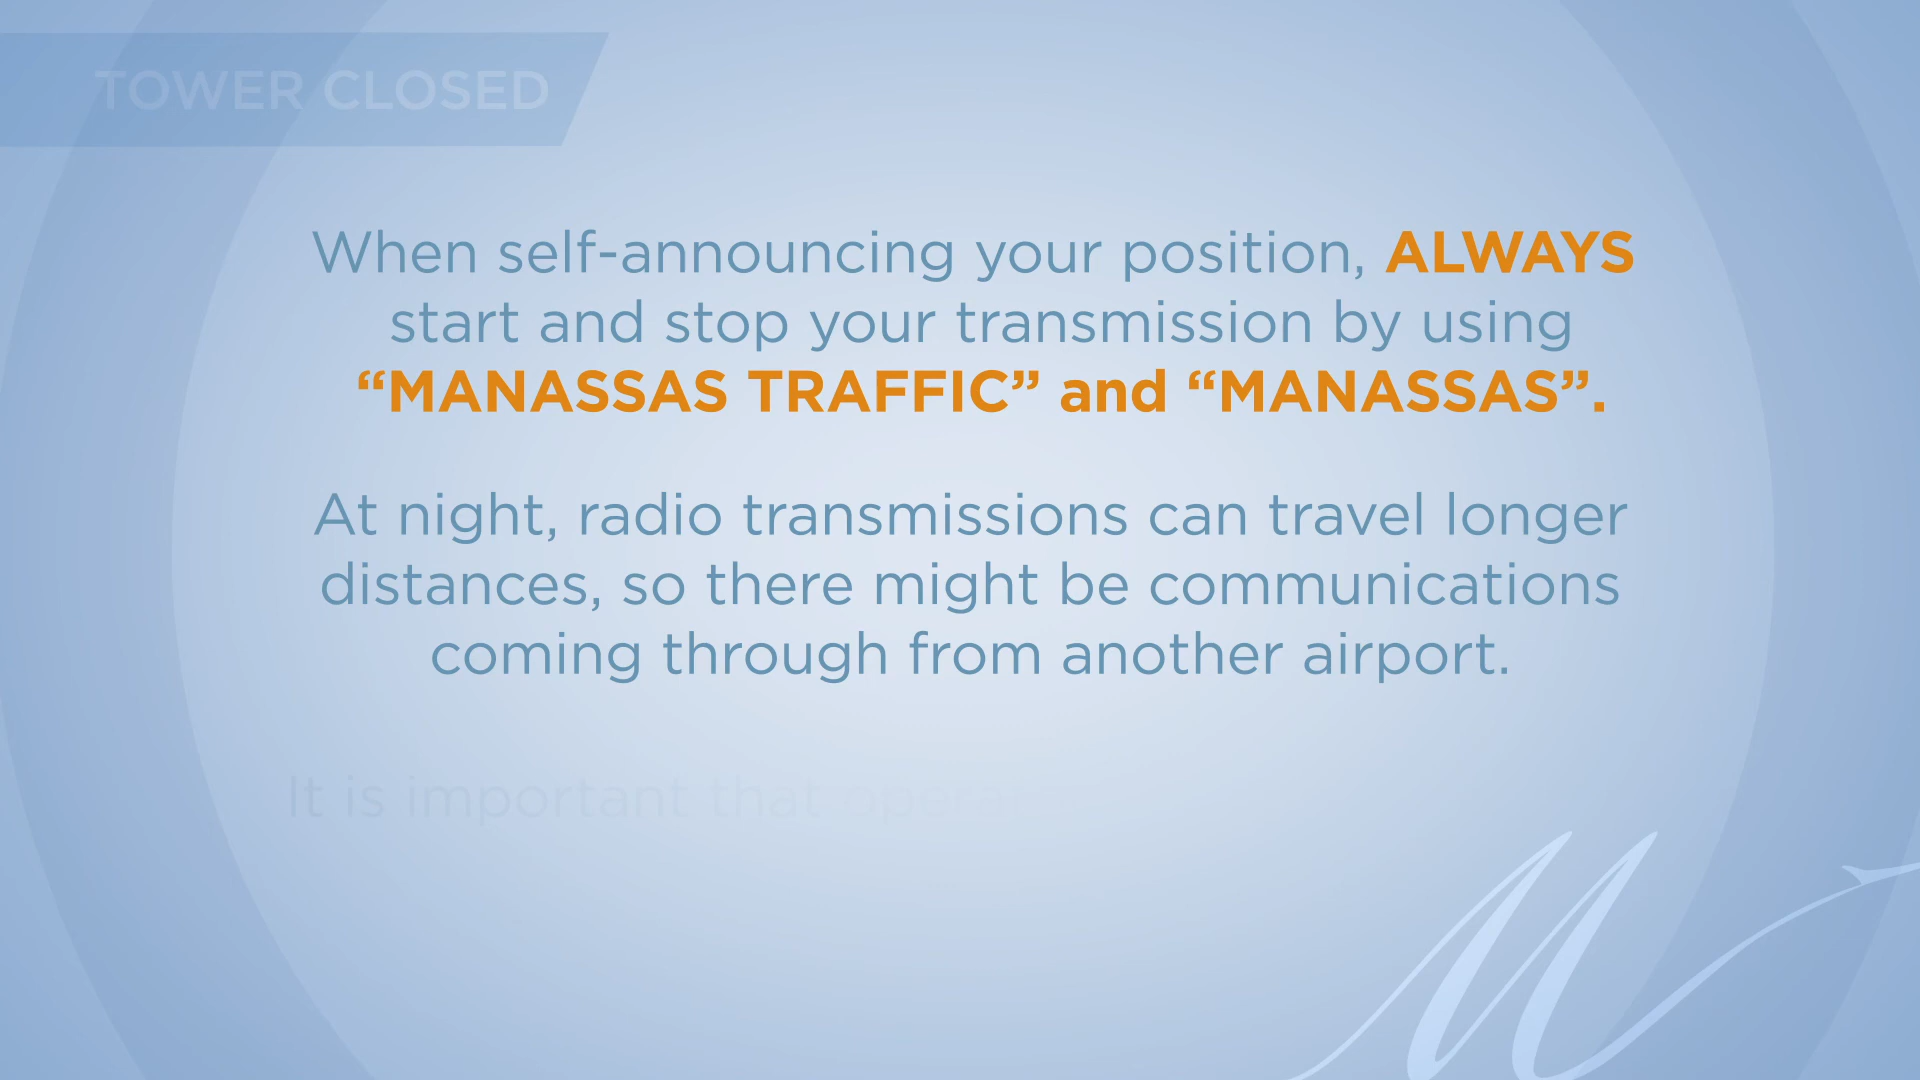 TOWER CLOSED
When self-announcing your position, ALWAYS
start and stop your transmission by using
“MANASSAS TRAFFIC” and “MANASSAS”.
At night, radio transmissions can travel longer
distances, so there might be communications
coming through from another airport.
It is important that